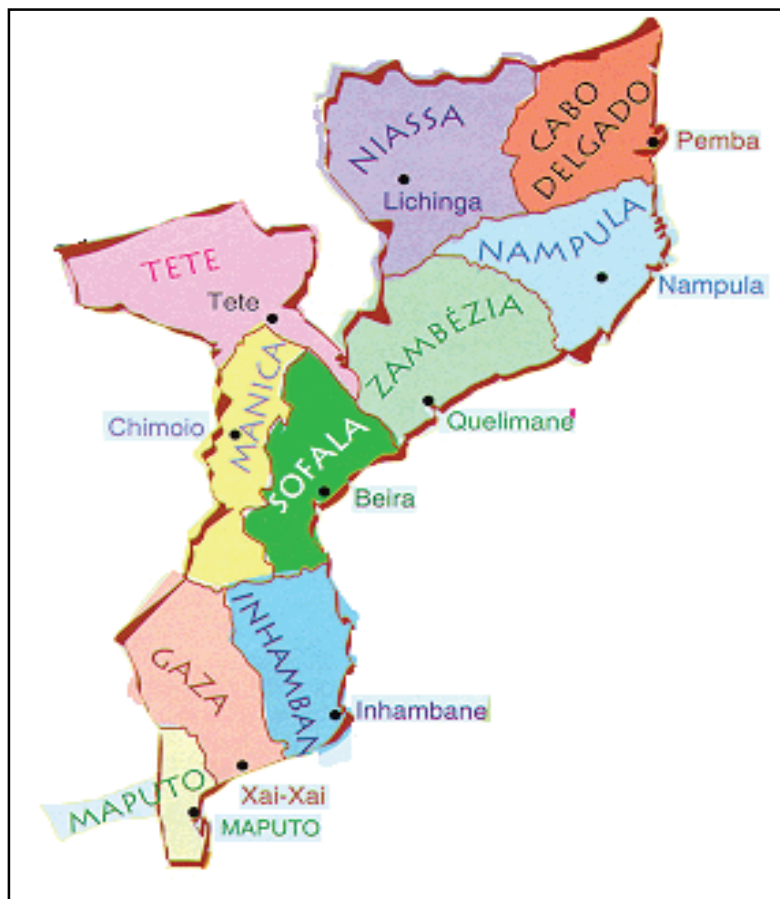 NIASSA
CABO
DELGADO
Pemba
Lichinga
NAMPULA
TETE
Nampula
Tete
ZAMBÉZIA
MANICA
Chimoio
Quelimane
SOFALA
Beira
INHAMBAN
GAZA
Inhambane
MAPUTO
Xai-Xai
MAPUTO